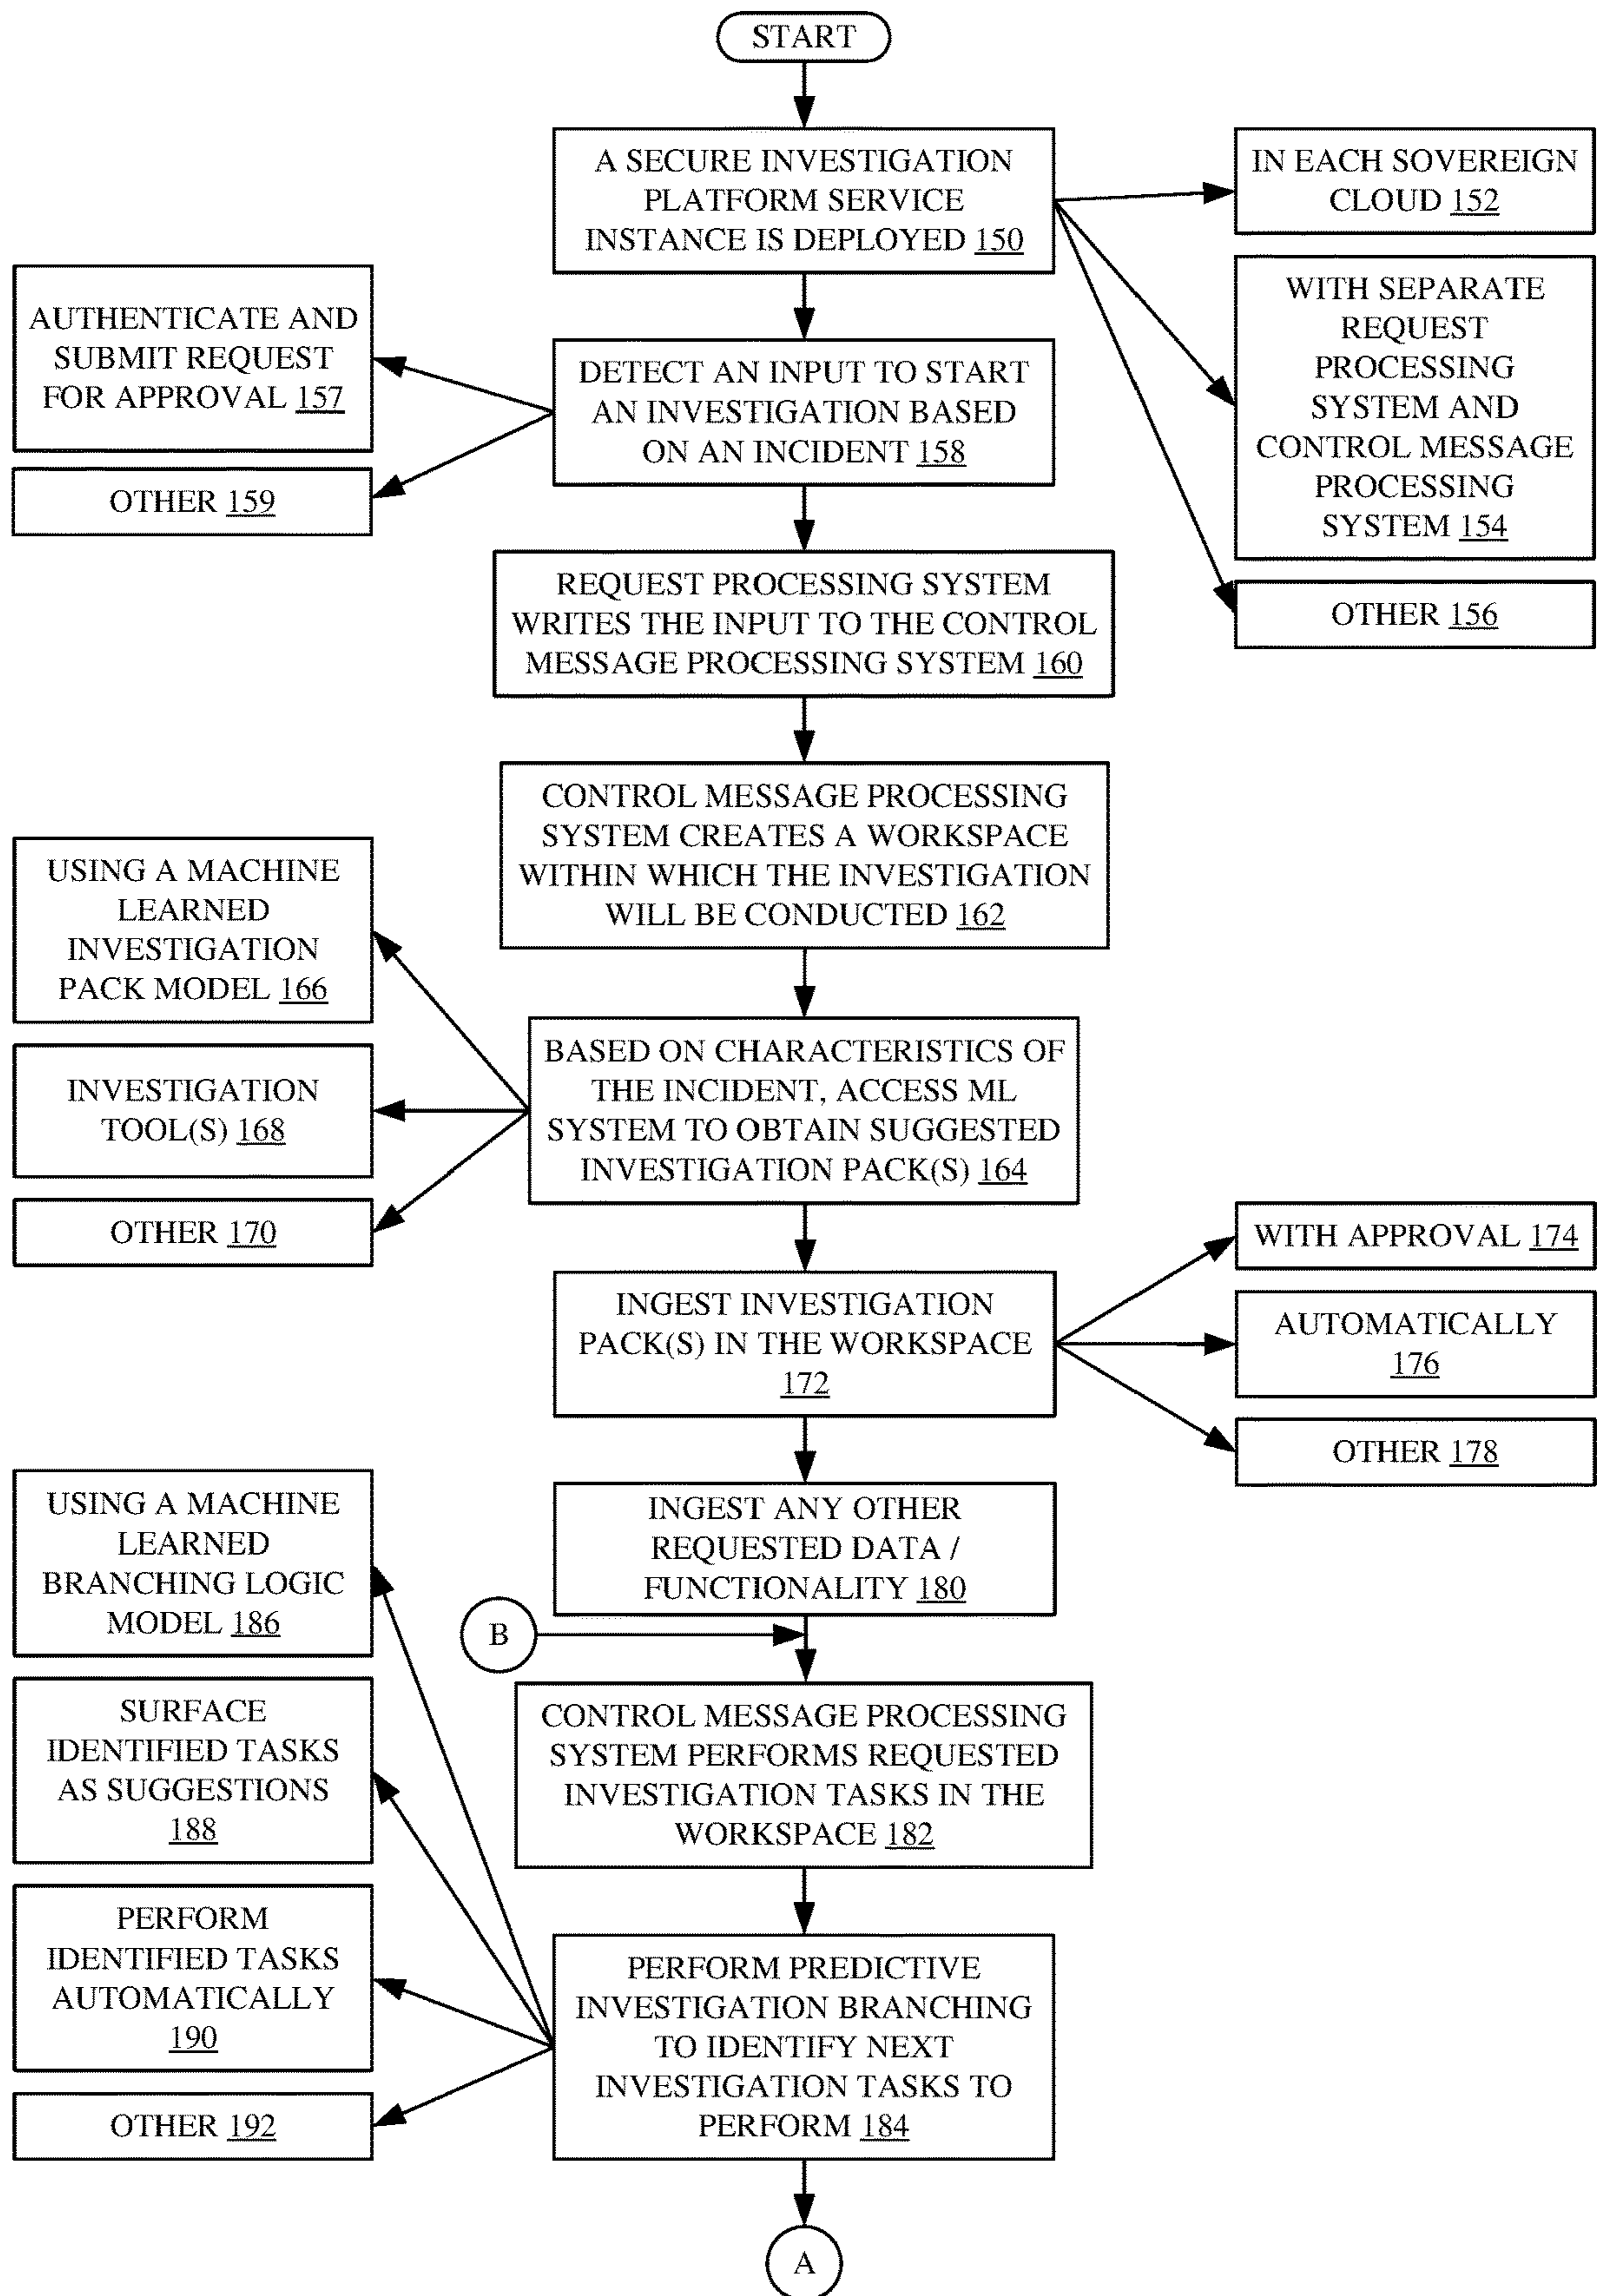 START
A SECURE INVESTIGATION
PLATFORM SERVICE
INSTANCE IS DEPLOYED 150
IN EACH SOVEREIGN
CLOUD 152
WITH SEPARATE
REQUEST
PROCESSING
SYSTEM AND
CONTROL MESSAGE
PROCESSING
SYSTEM 154
OTHER 156
DETECT AN INPUT TO START
AN INVESTIGATION BASED
ON AN INCIDENT 158
AUTHENTICATE AND
SUBMIT REQUEST
FOR APPROVAL 157
OTHER 159
REQUEST PROCESSING SYSTEM
WRITES THE INPUT TO THE CONTROL
MESSAGE PROCESSING SYSTEM 160
CONTROL MESSAGE PROCESSING
SYSTEM CREATES A WORKSPACE
WITHIN WHICH THE INVESTIGATION
WILL BE CONDUCTED 162
BASED ON CHARACTERISTICS OF
THE INCIDENT, ACCESS ML
SYSTEM TO OBTAIN SUGGESTED
INVESTIGATION PACK(S) 164
USING A MACHINE
LEARNED
INVESTIGATION
PACK MODEL 166
INVESTIGATION
TOOL(S) 168
OTHER 170
INGEST INVESTIGATION
PACK(S) IN THE WORKSPACE
172
WITH APPROVAL 174
AUTOMATICALLY
176
OTHER 178
INGEST ANY OTHER
REQUESTED DATA /
FUNCTIONALITY 180
B
CONTROL MESSAGE PROCESSING
SYSTEM PERFORMS REQUESTED
INVESTIGATION TASKS IN THE
WORKSPACE 182
PERFORM PREDICTIVE
INVESTIGATION BRANCHING
TO IDENTIFY NEXT
INVESTIGATION TASKS TO
PERFORM 184
USING A MACHINE
LEARNED
BRANCHING LOGIC
MODEL 186
SURFACE
IDENTIFIED TASKS
AS SUGGESTIONS
188
PERFORM
IDENTIFIED TASKS
AUTOMATICALLY
190
OTHER 192
A